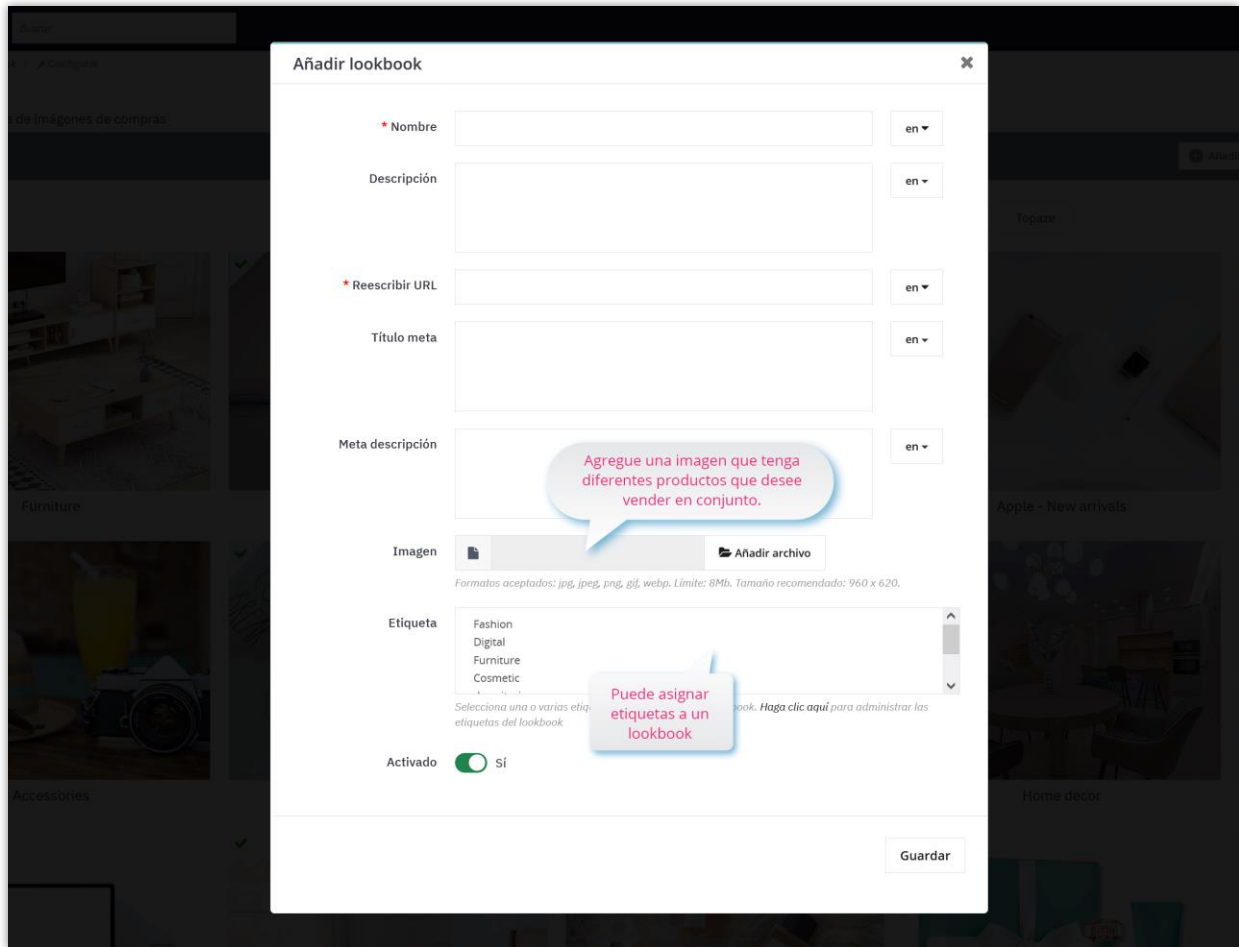 Buscar
Configurar
de imágenes de compras
Añadir lookbook
* Nombre
en
Descripción
en
* Reescribir URL
en
Título meta
en
Topaze
Meta descripción
en
Agregue una imagen que tenga
diferentes productos que desee
vender en conjunto.
Furniture
Apple - New arrivals
Imagen
Añadir archivo
Formatos aceptados: jpg, jpeg, png, gif, webp. Límite: 8Mb. Tamaño recomendado: 960 x 620.
Etiqueta
Fashion
Digital
Furniture
Cosmetic
Puede asignar
etiquetas a un
lookbook
Selecciona una o varias Haga clic aquí para administrar las
etiquetas del lookbook
Activado
Sí
Accessories
Home decor
Guardar